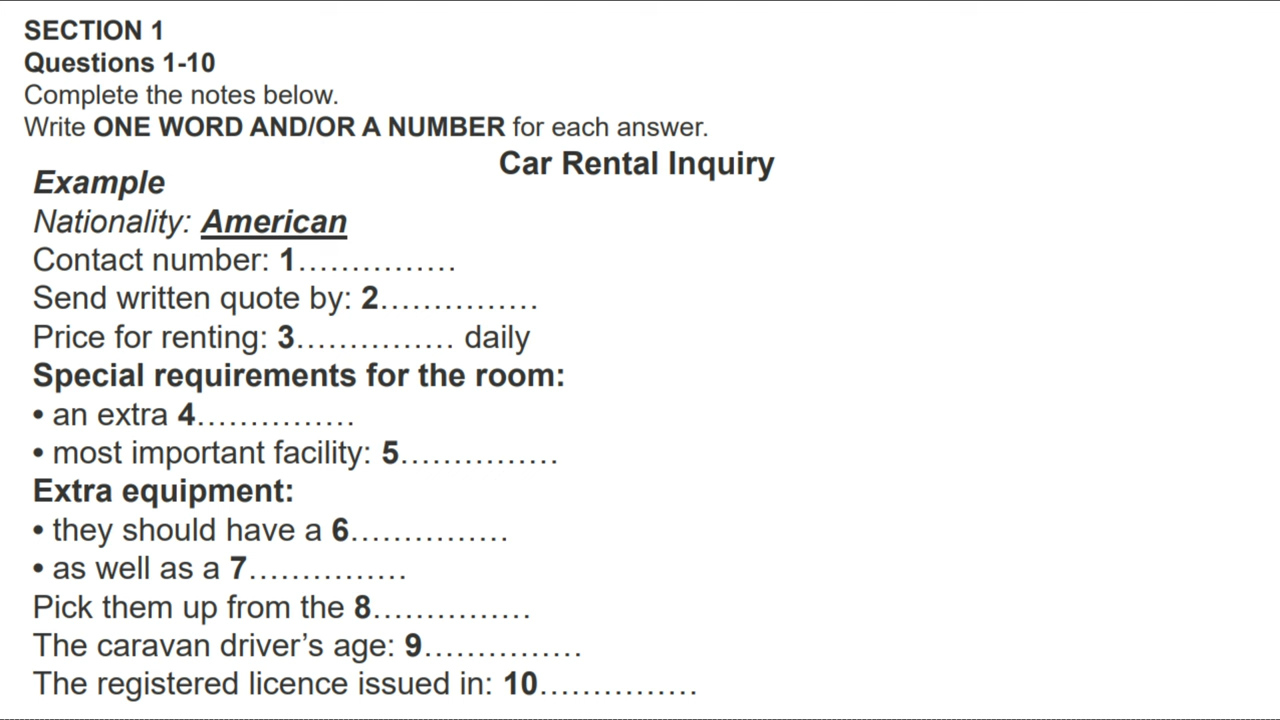 SECTION 1
Questions 1-10
Complete the notes below.
Write ONE WORD AND/OR A NUMBER for each answer.
Car Rental Inquiry
Example
Nationality: American
Contact number: 1……………
Send written quote by: 2……………
Price for renting: 3…………… daily
Special requirements for the room:
• an extra 4……………
• most important facility: 5……………
Extra equipment:
• they should have a 6……………
• as well as a 7……………
Pick them up from the 8……………
The caravan driver’s age: 9……………
The registered licence issued in: 10……………